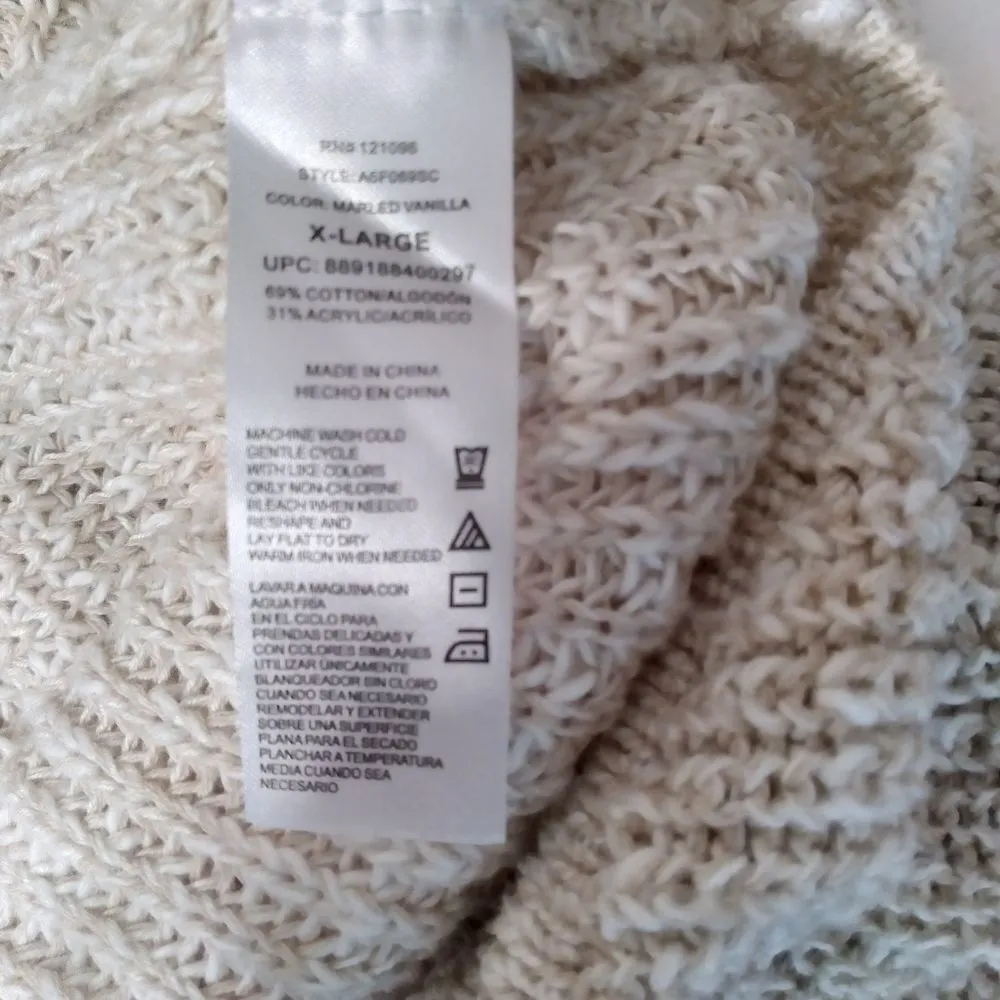 RN# 121096
STYLE: A6F069SC
COLOR: MARLED VANILLA
X-LARGE
UPC: 889188400297
69% COTTON/ALGODÓN
31% ACRYLIC/ACRÍLICO
MADE IN CHINA
HECHO EN CHINA
MACHINE WASH COLD
GENTLE CYCLE
WITH LIKE COLORS
ONLY NON-CHLORINE
BLEACH WHEN NEEDED
RESHAPE AND
LAY FLAT TO DRY
WARM IRON WHEN NEEDED
LAVAR A MAQUINA CON
AGUA FRÍA
EN EL CICLO PARA
PRENDAS DELICADAS Y
CON COLORES SIMILARES
UTILIZAR ÚNICAMENTE
BLANQUEADOR SIN CLORO
CUANDO SEA NECESARIO
REMODELAR Y EXTENDER
SOBRE UNA SUPERFICIE
PLANA PARA EL SECADO
PLANCHAR A TEMPERATURA
MEDIA CUANDO SEA
NECESARIO